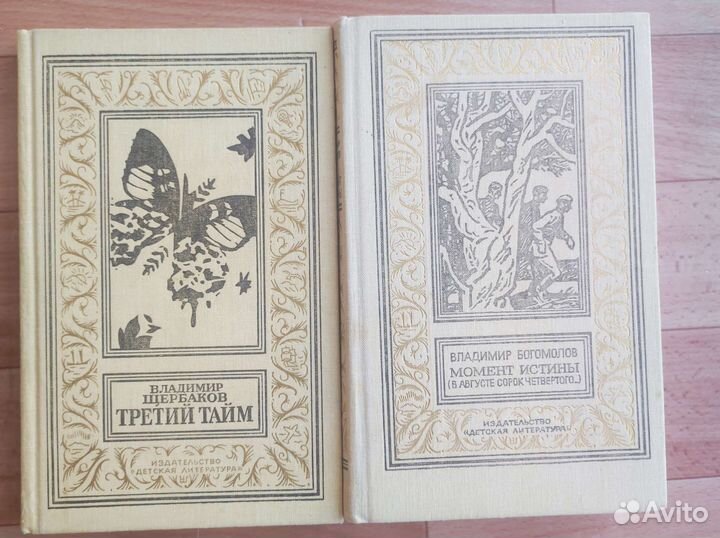 ВЛАДИМИР
ЩЕРБАКОВ
ТРЕТИЙ ТАЙМ
ИЗДАТЕЛЬСТВО
«ДЕТСКАЯ ЛИТЕРАТУРА»
ВЛАДИМИР БОГОМОЛОВ
МОМЕНТ ИСТИНЫ
(В АВГУСТЕ СОРОК ЧЕТВЕРТОГО...)
ИЗДАТЕЛЬСТВО
«ДЕТСКАЯ ЛИТЕРАТУРА»
Avito